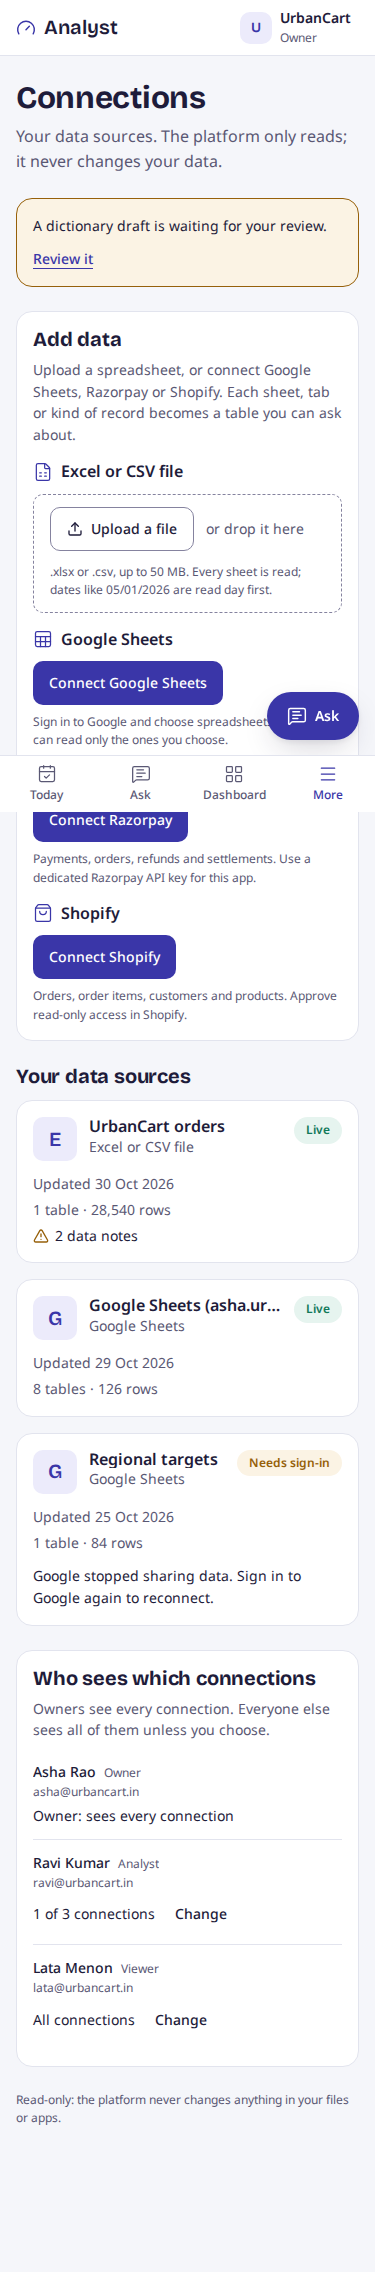 Analyst
U
UrbanCart
Owner
Connections
Your data sources. The platform only reads;
it never changes your data.
A dictionary draft is waiting for your review.
Review it
Add data
Upload a spreadsheet, or connect Google
Sheets, Razorpay or Shopify. Each sheet, tab
or kind of record becomes a table you can ask
about.
Excel or CSV file
Upload a file
or drop it here
.xlsx or .csv, up to 50 MB. Every sheet is read;
dates like 05/01/2026 are read day first.
Google Sheets
Connect Google Sheets
Sign in to Google and choose spreadsheets
can read only the ones you choose.
Ask
Today
Ask
Dashboard
More
Connect Razorpay
Payments, orders, refunds and settlements. Use a
dedicated Razorpay API key for this app.
Shopify
Connect Shopify
Orders, order items, customers and products. Approve
read-only access in Shopify.
Your data sources
E
UrbanCart orders
Live
Excel or CSV file
Updated 30 Oct 2026
1 table · 28,540 rows
2 data notes
G
Google Sheets (asha.ur...
Live
Google Sheets
Updated 29 Oct 2026
8 tables · 126 rows
G
Regional targets
Needs sign-in
Google Sheets
Updated 25 Oct 2026
1 table · 84 rows
Google stopped sharing data. Sign in to
Google again to reconnect.
Who sees which connections
Owners see every connection. Everyone else
sees all of them unless you choose.
Asha Rao Owner
asha@urbancart.in
Owner: sees every connection
Ravi Kumar Analyst
ravi@urbancart.in
1 of 3 connections Change
Lata Menon Viewer
lata@urbancart.in
All connections Change
Read-only: the platform never changes anything in your files
or apps.